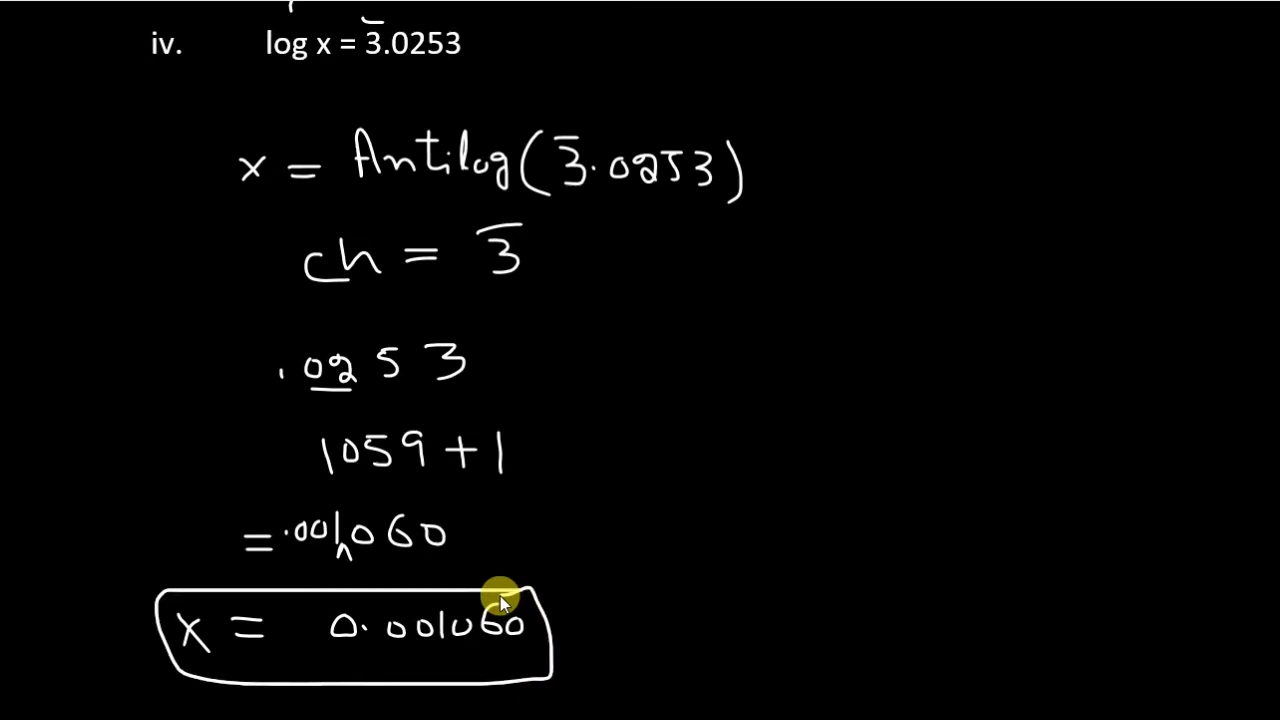 iv. log x = 3̅.0253
x = Antilog(3̅.0253)
ch = 3̅
.0253
1059 + 1
= .001060
x = 0.001060